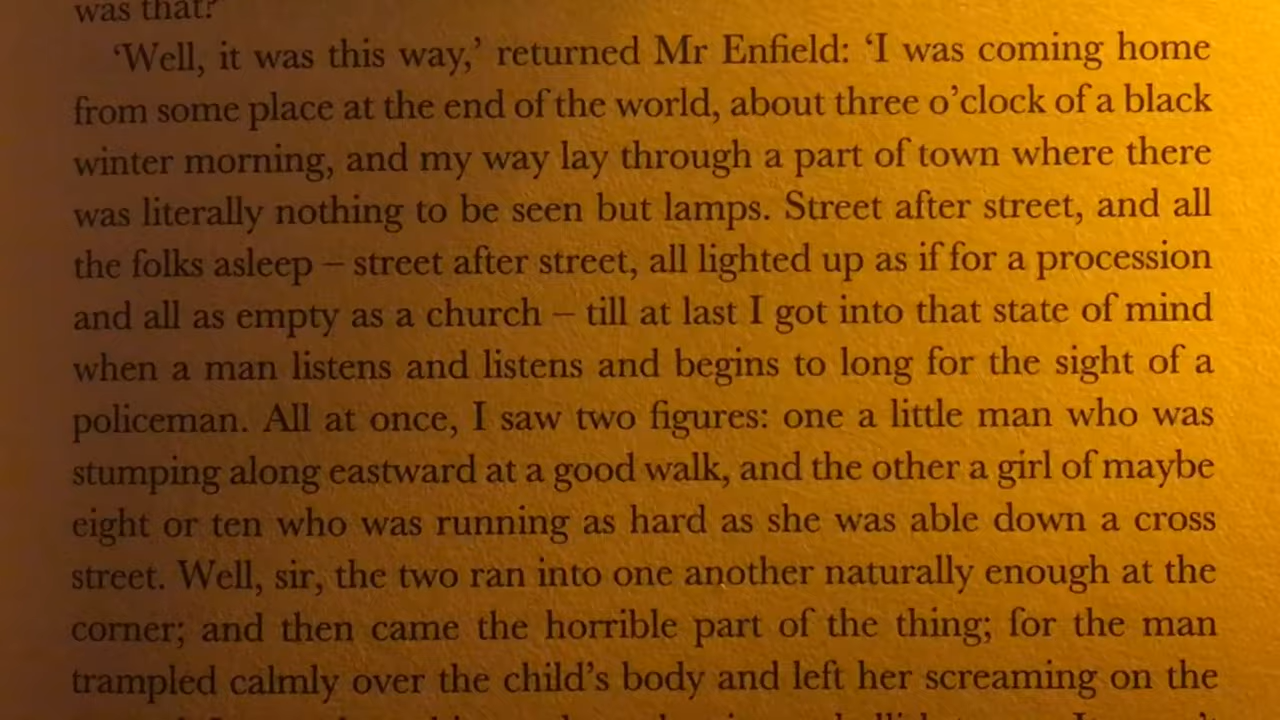 was that?
‘Well, it was this way,’ returned Mr Enfield: ‘I was coming home
from some place at the end of the world, about three o’clock of a black
winter morning, and my way lay through a part of town where there
was literally nothing to be seen but lamps. Street after street, and all
the folks asleep – street after street, all lighted up as if for a procession
and all as empty as a church – till at last I got into that state of mind
when a man listens and listens and begins to long for the sight of a
policeman. All at once, I saw two figures: one a little man who was
stumping along eastward at a good walk, and the other a girl of maybe
eight or ten who was running as hard as she was able down a cross
street. Well, sir, the two ran into one another naturally enough at the
corner; and then came the horrible part of the thing; for the man
trampled calmly over the child’s body and left her screaming on the